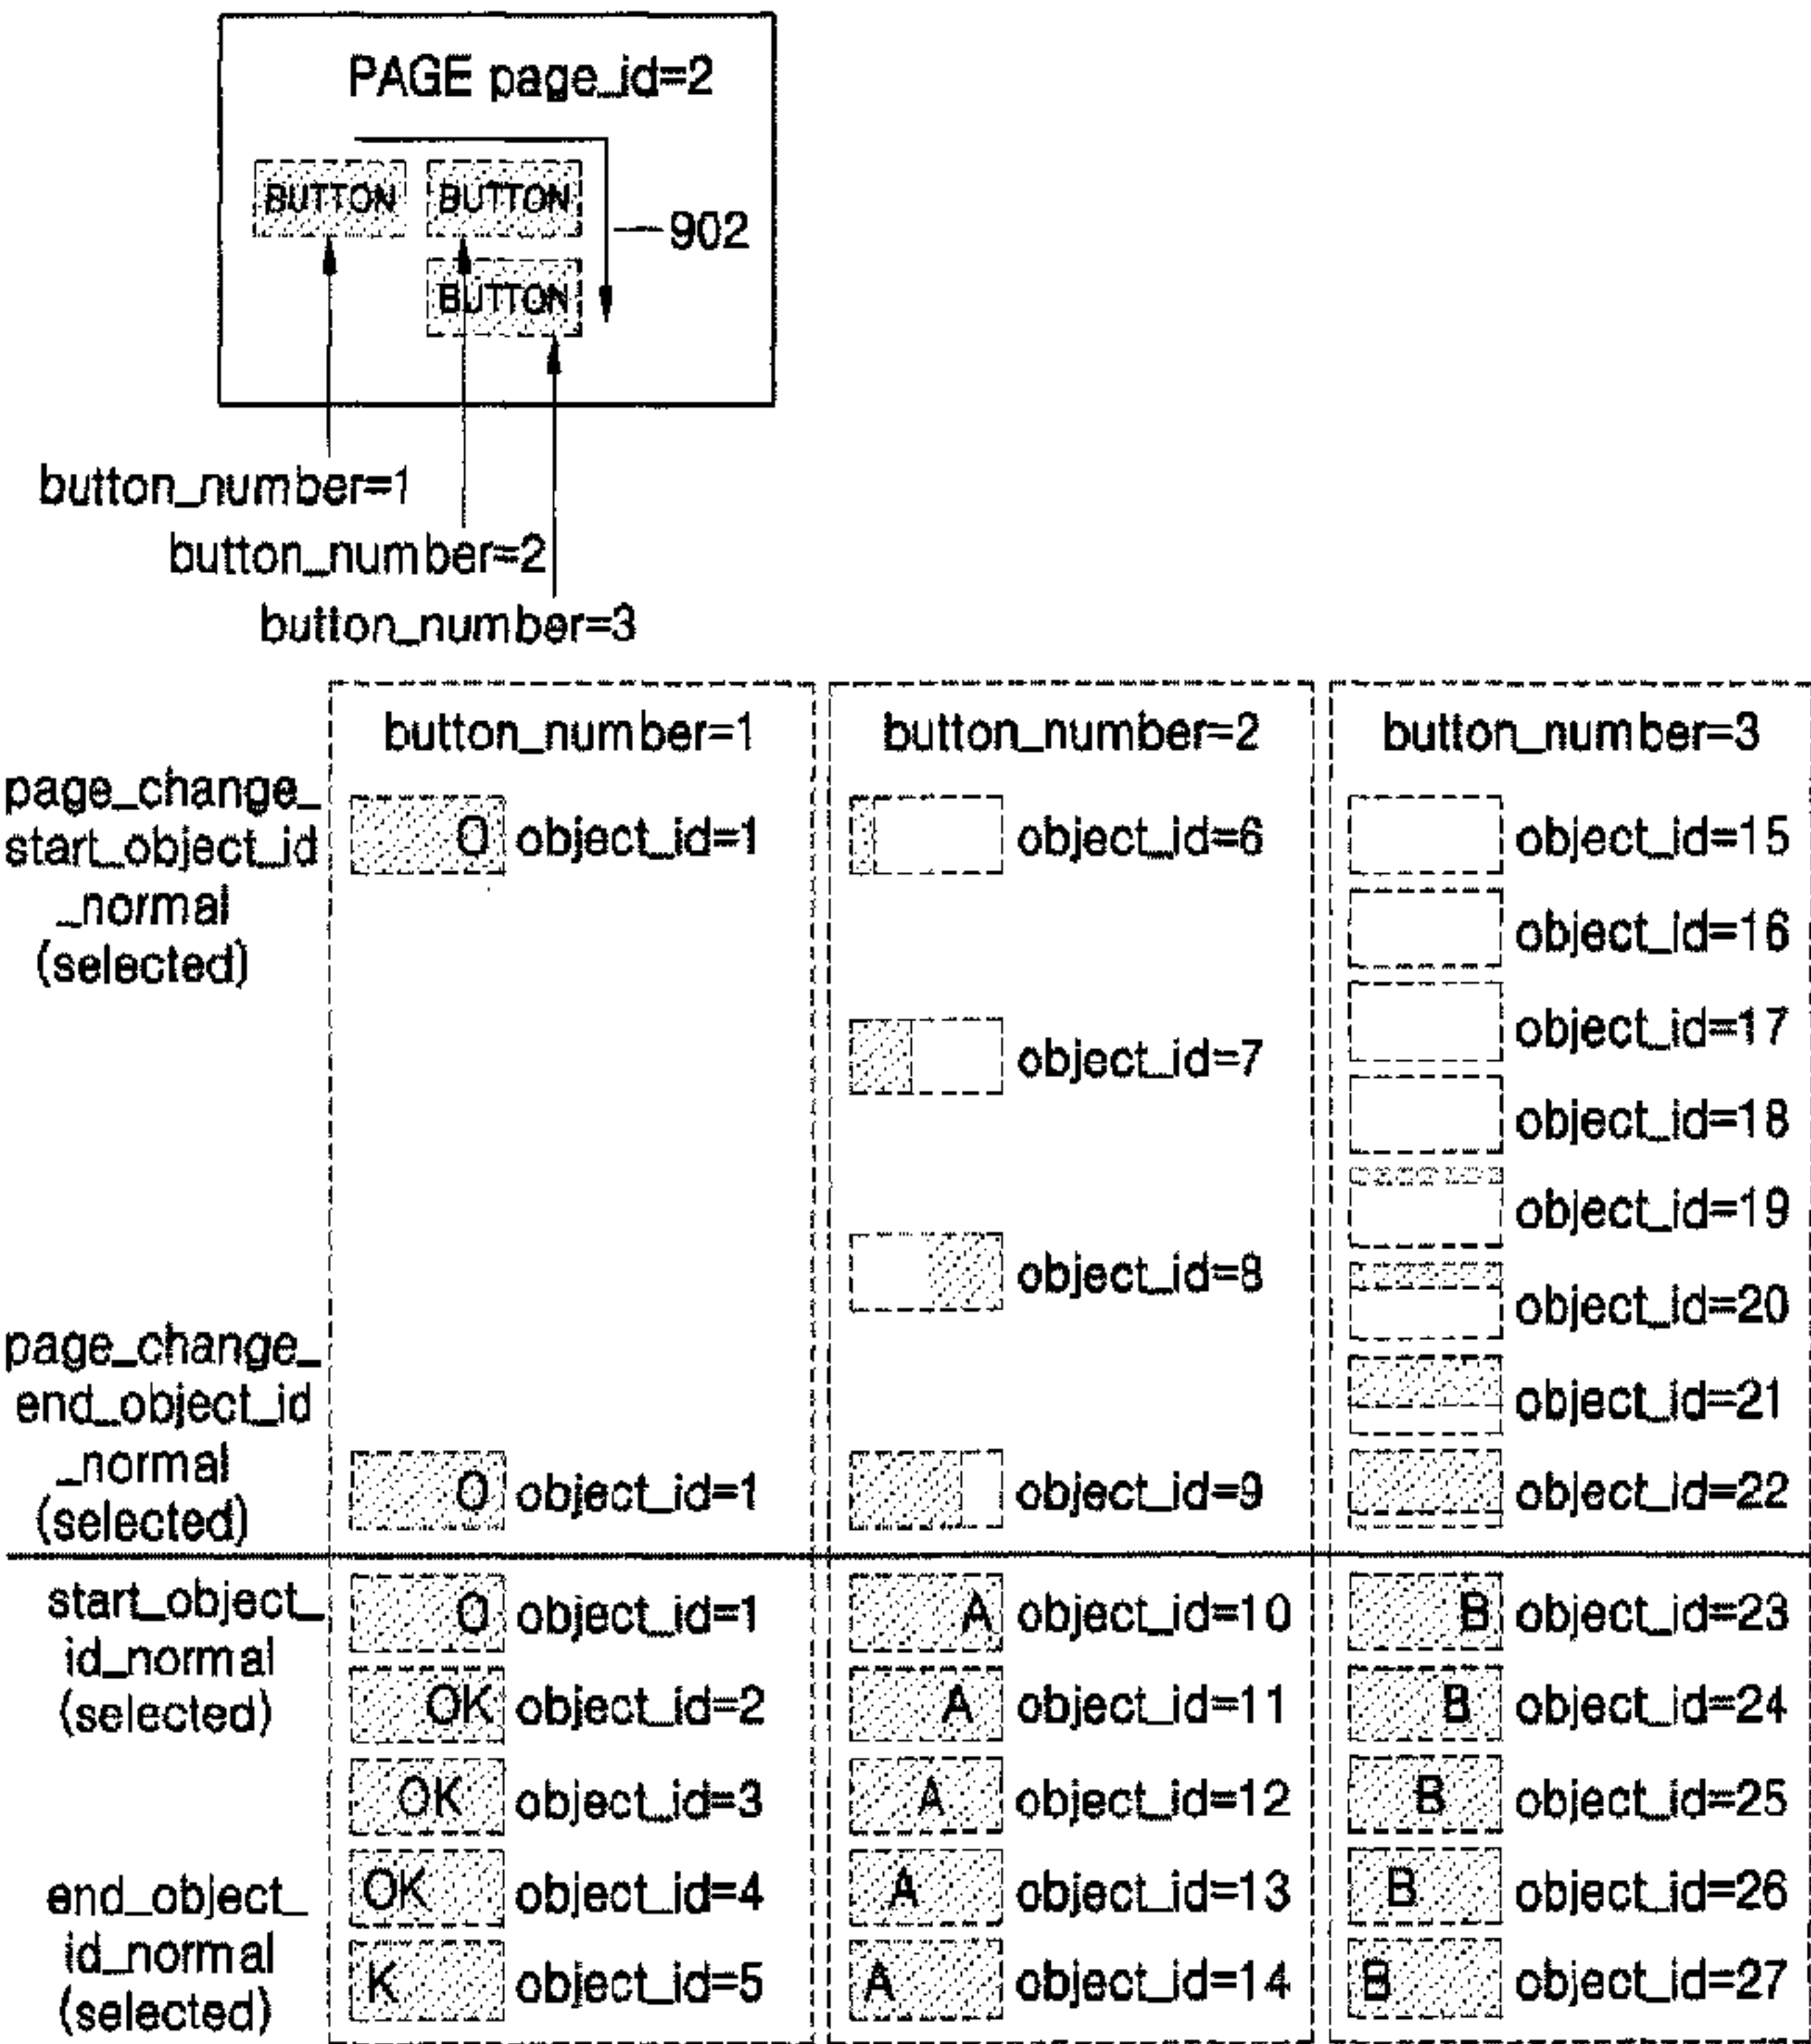 PAGE page_id=2
BUTTON BUTTON
902
BUTTON
button_number=1
button_number=2
button_number=3
button_number=1 button_number=2 button_number=3
page_change_
start_object_id
_normal
(selected)
O object_id=1 object_id=6 object_id=15
object_id=16
object_id=7 object_id=17
object_id=18
object_id=8 object_id=19
object_id=20
page_change_
end_object_id
_normal
(selected)
object_id=21
O object_id=1 object_id=9 object_id=22
start_object_
id_normal
(selected)
O object_id=1 A object_id=10 B object_id=23
OK object_id=2 A object_id=11 B object_id=24
OK object_id=3 A object_id=12 B object_id=25
end_object_
id_normal
(selected)
OK object_id=4 A object_id=13 B object_id=26
K object_id=5 A object_id=14 B object_id=27